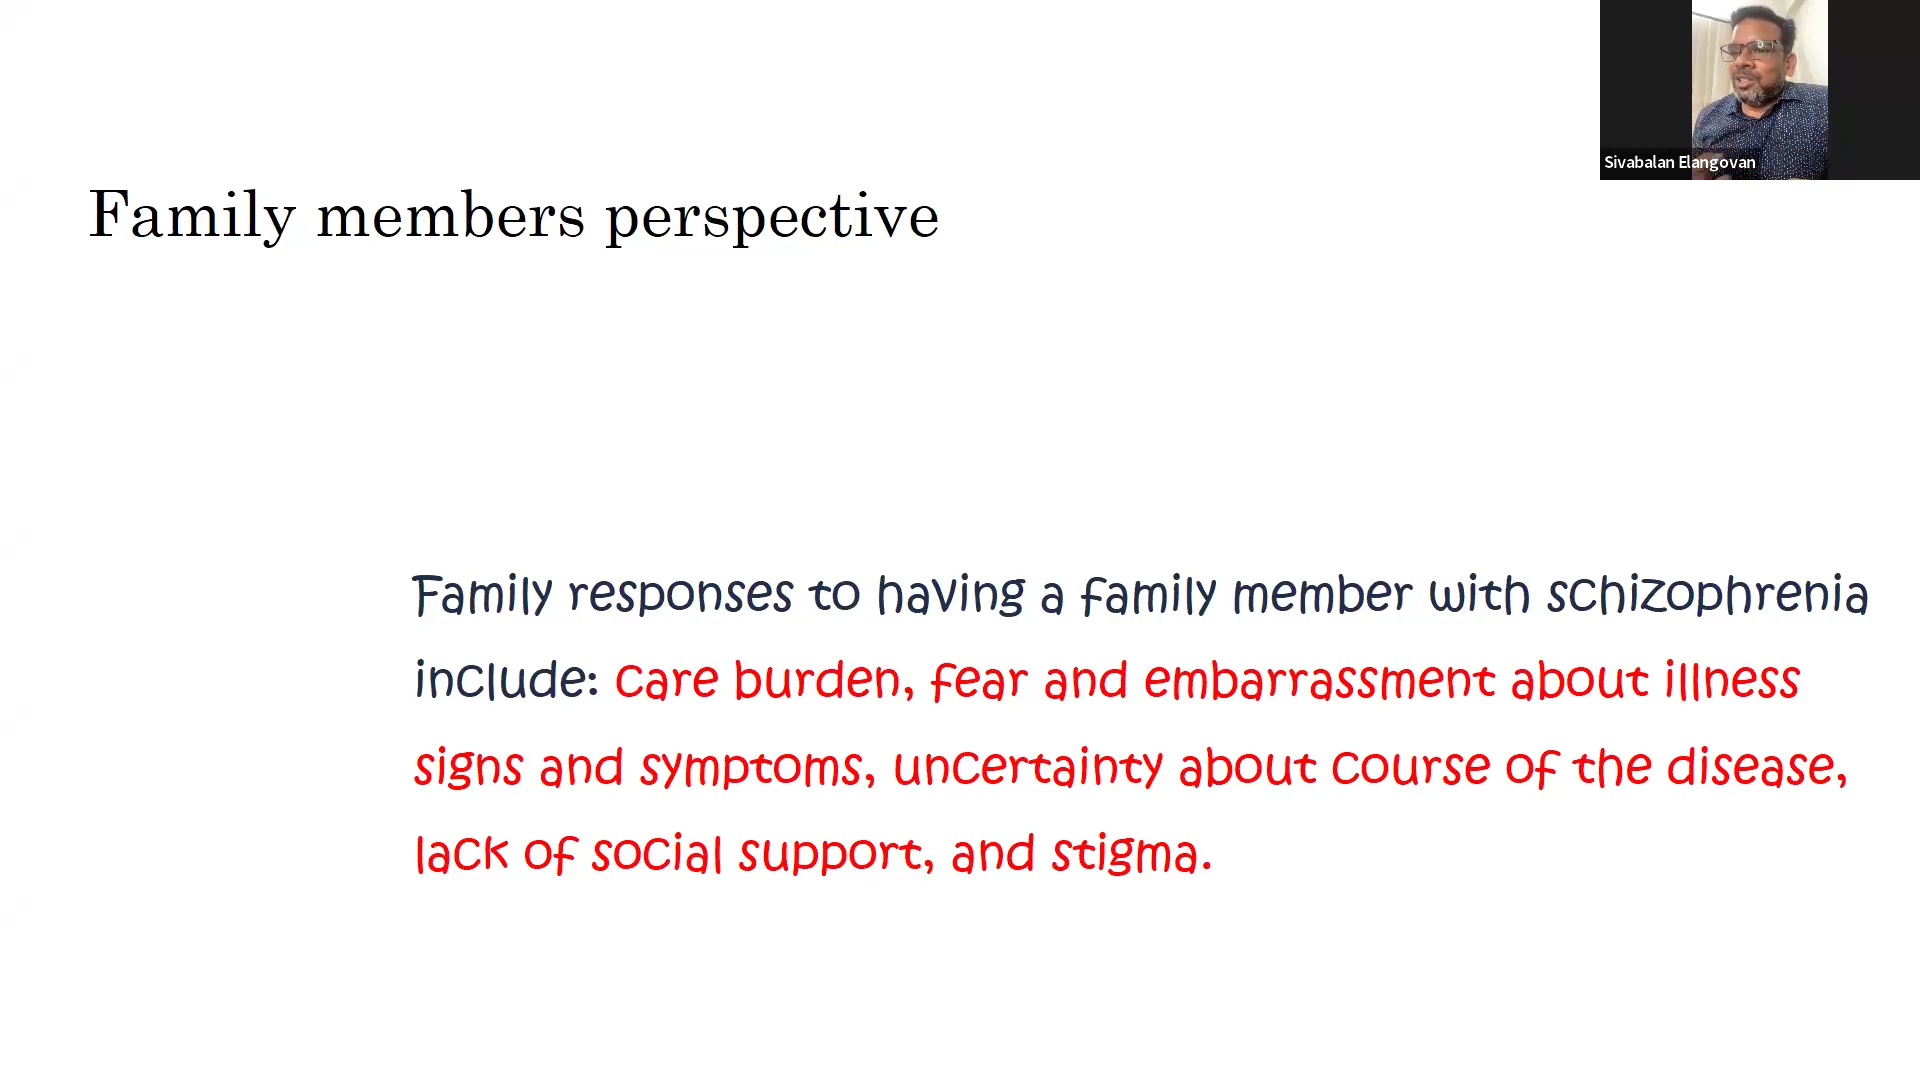 Sivabalan Elangovan
Family members perspective
Family responses to having a family member with schizophrenia
include: care burden, fear and embarrassment about illness
signs and symptoms, uncertainty about course of the disease,
lack of social support, and stigma.